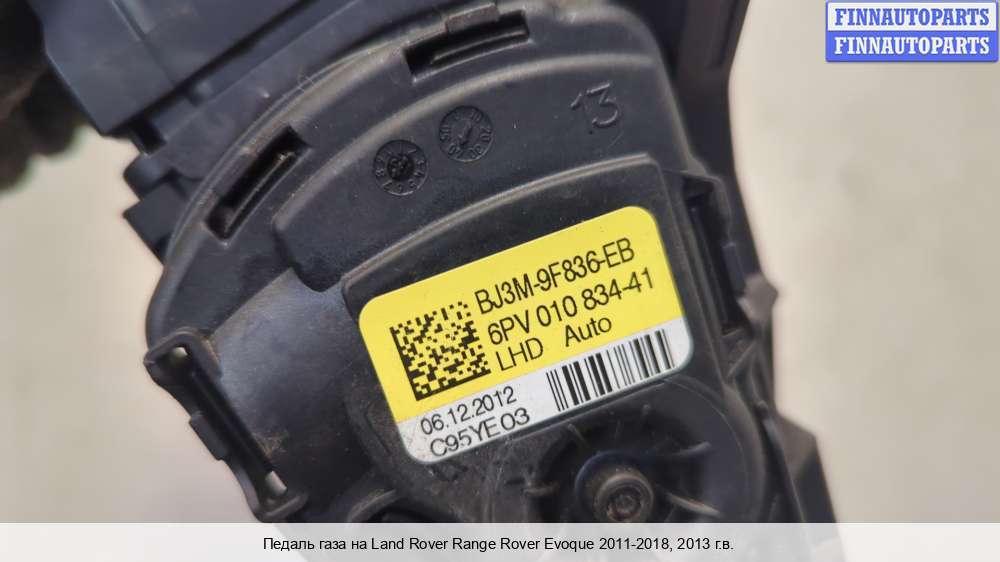 FINNAUTOPARTS
FINNAUTOPARTS
13
BJ3M-9F836-EB
6PV 010 834-41
LHD Auto
06.12.2012
C95YE03
Педаль газа на Land Rover Range Rover Evoque 2011-2018, 2013 г.в.